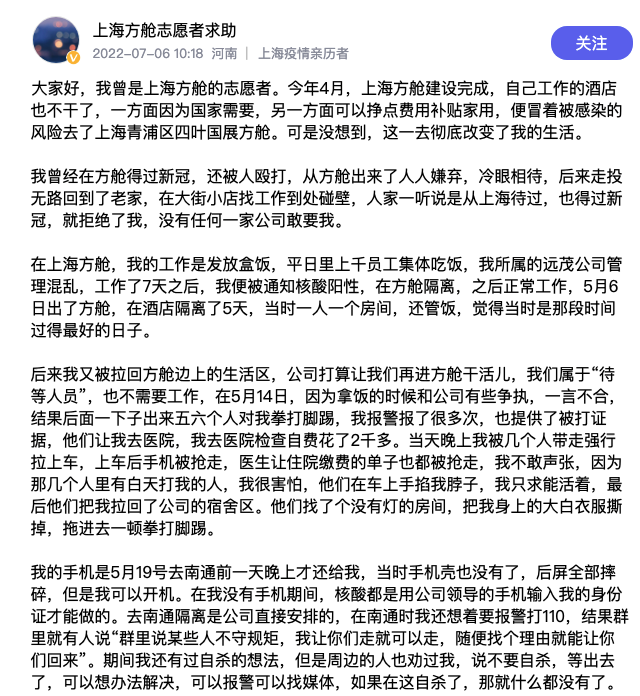 上海方舱志愿者求助
2022-07-06 10:18 河南 | 上海疫情亲历者
关注
大家好，我曾是上海方舱的志愿者。今年4月，上海方舱建设完成，自己工作的酒店
也不干了，一方面因为国家需要，另一方面可以挣点费用补贴家用，便冒着被感染的
风险去了上海青浦区四叶国展方舱。可是没想到，这一去彻底改变了我的生活。
我曾经在方舱得过新冠，还被人殴打，从方舱出来了人人嫌弃，冷眼相待，后来走投
无路回到了老家，在大街小店找工作到处碰壁，人家一听说是从上海待过，也得过新
冠，就拒绝了我，没有任何一家公司敢要我。
在上海方舱，我的工作是发放盒饭，平日里上千员工集体吃饭，我所属的远茂公司管
理混乱，工作了7天之后，我便被通知核酸阳性，在方舱隔离，之后正常工作，5月6
日出了方舱，在酒店隔离了5天，当时一人一个房间，还管饭，觉得当时是那段时间
过得最好的日子。
后来我又被拉回方舱边上的生活区，公司打算让我们再进方舱干活儿，我们属于“待
等人员”，也不需要工作，在5月14日，因为拿饭的时候和公司有些争执，一言不合，
结果后面一下子出来五六个人对我拳打脚踢，我报警报了很多次，也提供了被打证
据，他们让我去医院，我去医院检查自费花了2千多。当天晚上我被几个人带走强行
拉上车，上车后手机被抢走，医生让住院缴费的单子也都被抢走，我不敢声张，因为
那几个人里有白天打我的人，我很害怕，他们在车上手掐我脖子，我只求能活着，最
后他们把我拉回了公司的宿舍区。他们找了个没有灯的房间，把我身上的大白衣服撕
掉，拖进去一顿拳打脚踢。
我的手机是5月19号去南通前一天晚上才还给我，当时手机壳也没有了，后屏全部摔
碎，但是我可以开机。在我没有手机期间，核酸都是用公司领导的手机输入我的身份
证才能做的。去南通隔离是公司直接安排的，在南通时我还想着要报警打110，结果群
里就有人说“群里说某些人不守规矩，我让你们走就可以走，随便找个理由就能让你
们回来”。期间我还有过自杀的想法，但是周边的人也劝过我，说不要自杀，等出去
了，可以想办法解决，可以报警可以找媒体，如果在这自杀了，那就什么都没有了。